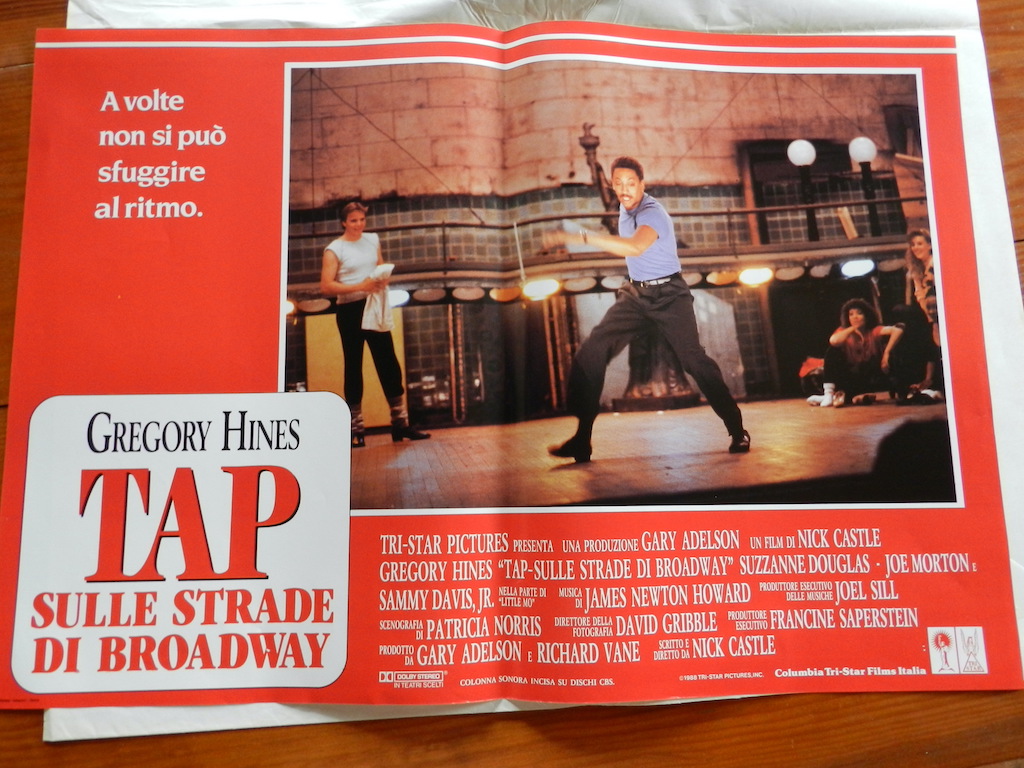 A volte
non si può
sfuggire
al ritmo.
GREGORY HINES
TAP
SULLE STRADE
DI BROADWAY
TRI-STAR PICTURES PRESENTA UNA PRODUZIONE GARY ADELSON UN FILM DI NICK CASTLE
GREGORY HINES "TAP-SULLE STRADE DI BROADWAY" SUZZANNE DOUGLAS - JOE MORTON E
SAMMY DAVIS, JR. NELLA PARTE DI "LITTLE MO" MUSICA DI JAMES NEWTON HOWARD PRODUTTORE ESECUTIVO DELLE MUSICHE JOEL SILL
SCENOGRAFIA DI PATRICIA NORRIS DIRETTORE DELLA FOTOGRAFIA DAVID GRIBBLE PRODUTTORE ESECUTIVO FRANCINE SAPERSTEIN
PRODOTTO DA GARY ADELSON E RICHARD VANE SCRITTO E DIRETTO DA NICK CASTLE
DOLBY STEREO IN TEATRI SCELTI COLONNA SONORA INCISA SU DISCHI CBS. ©1989 TRI-STAR PICTURES, INC. Columbia Tri-Star Films Italia